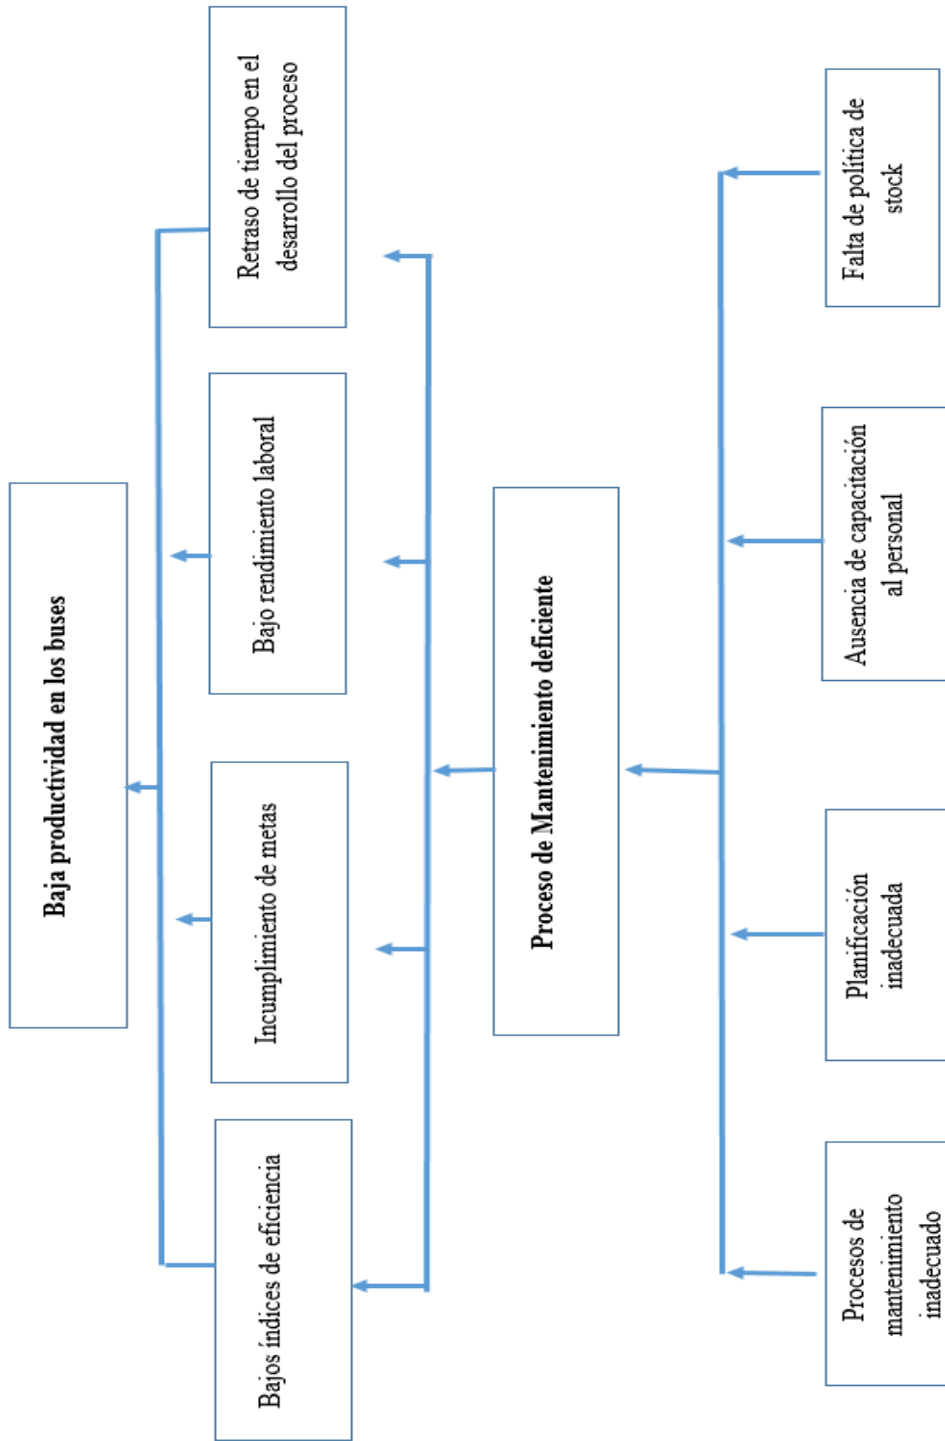 Baja productividad en los buses
Bajos índices de eficiencia
Incumplimiento de metas
Bajo rendimiento laboral
Retraso de tiempo en el
desarrollo del proceso
Proceso de Mantenimiento deficiente
Procesos de
mantenimiento
inadecuado
Planificación
inadecuada
Ausencia de capacitación
al personal
Falta de política de
stock